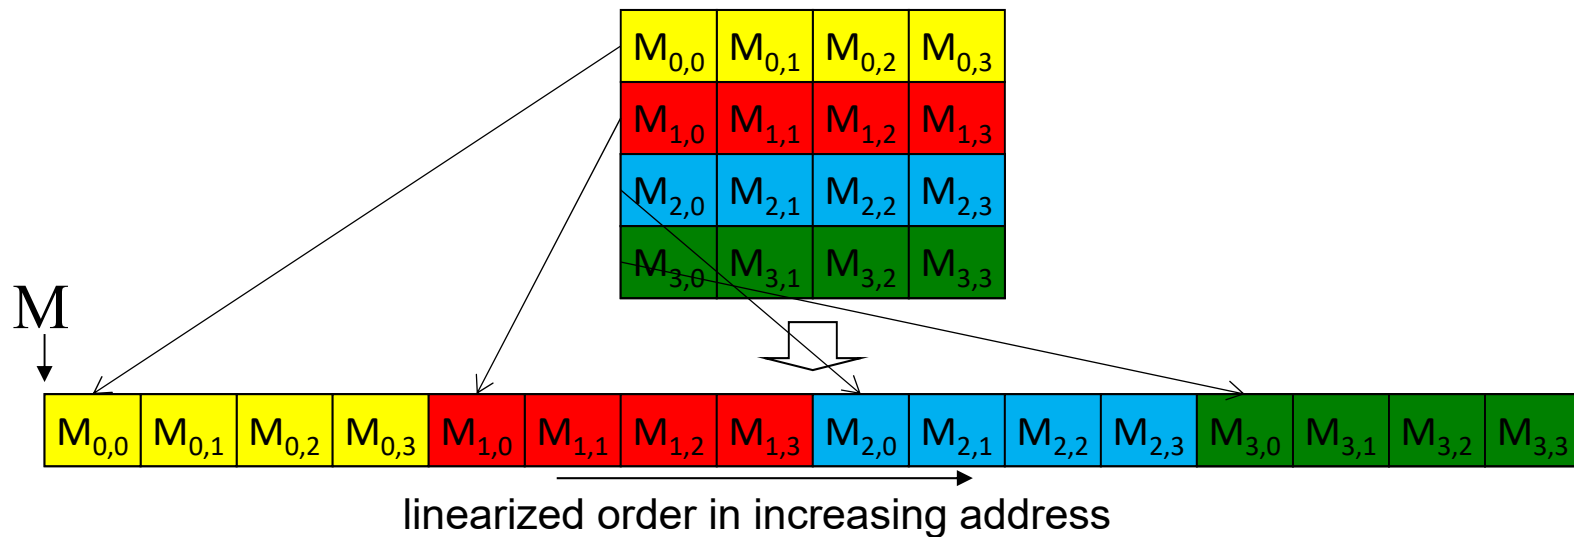 M0,0 M0,1 M0,2 M0,3
M1,0 M1,1 M1,2 M1,3
M2,0 M2,1 M2,2 M2,3
M3,0 M3,1 M3,2 M3,3
M
M0,0 M0,1 M0,2 M0,3 M1,0 M1,1 M1,2 M1,3 M2,0 M2,1 M2,2 M2,3 M3,0 M3,1 M3,2 M3,3
linearized order in increasing address